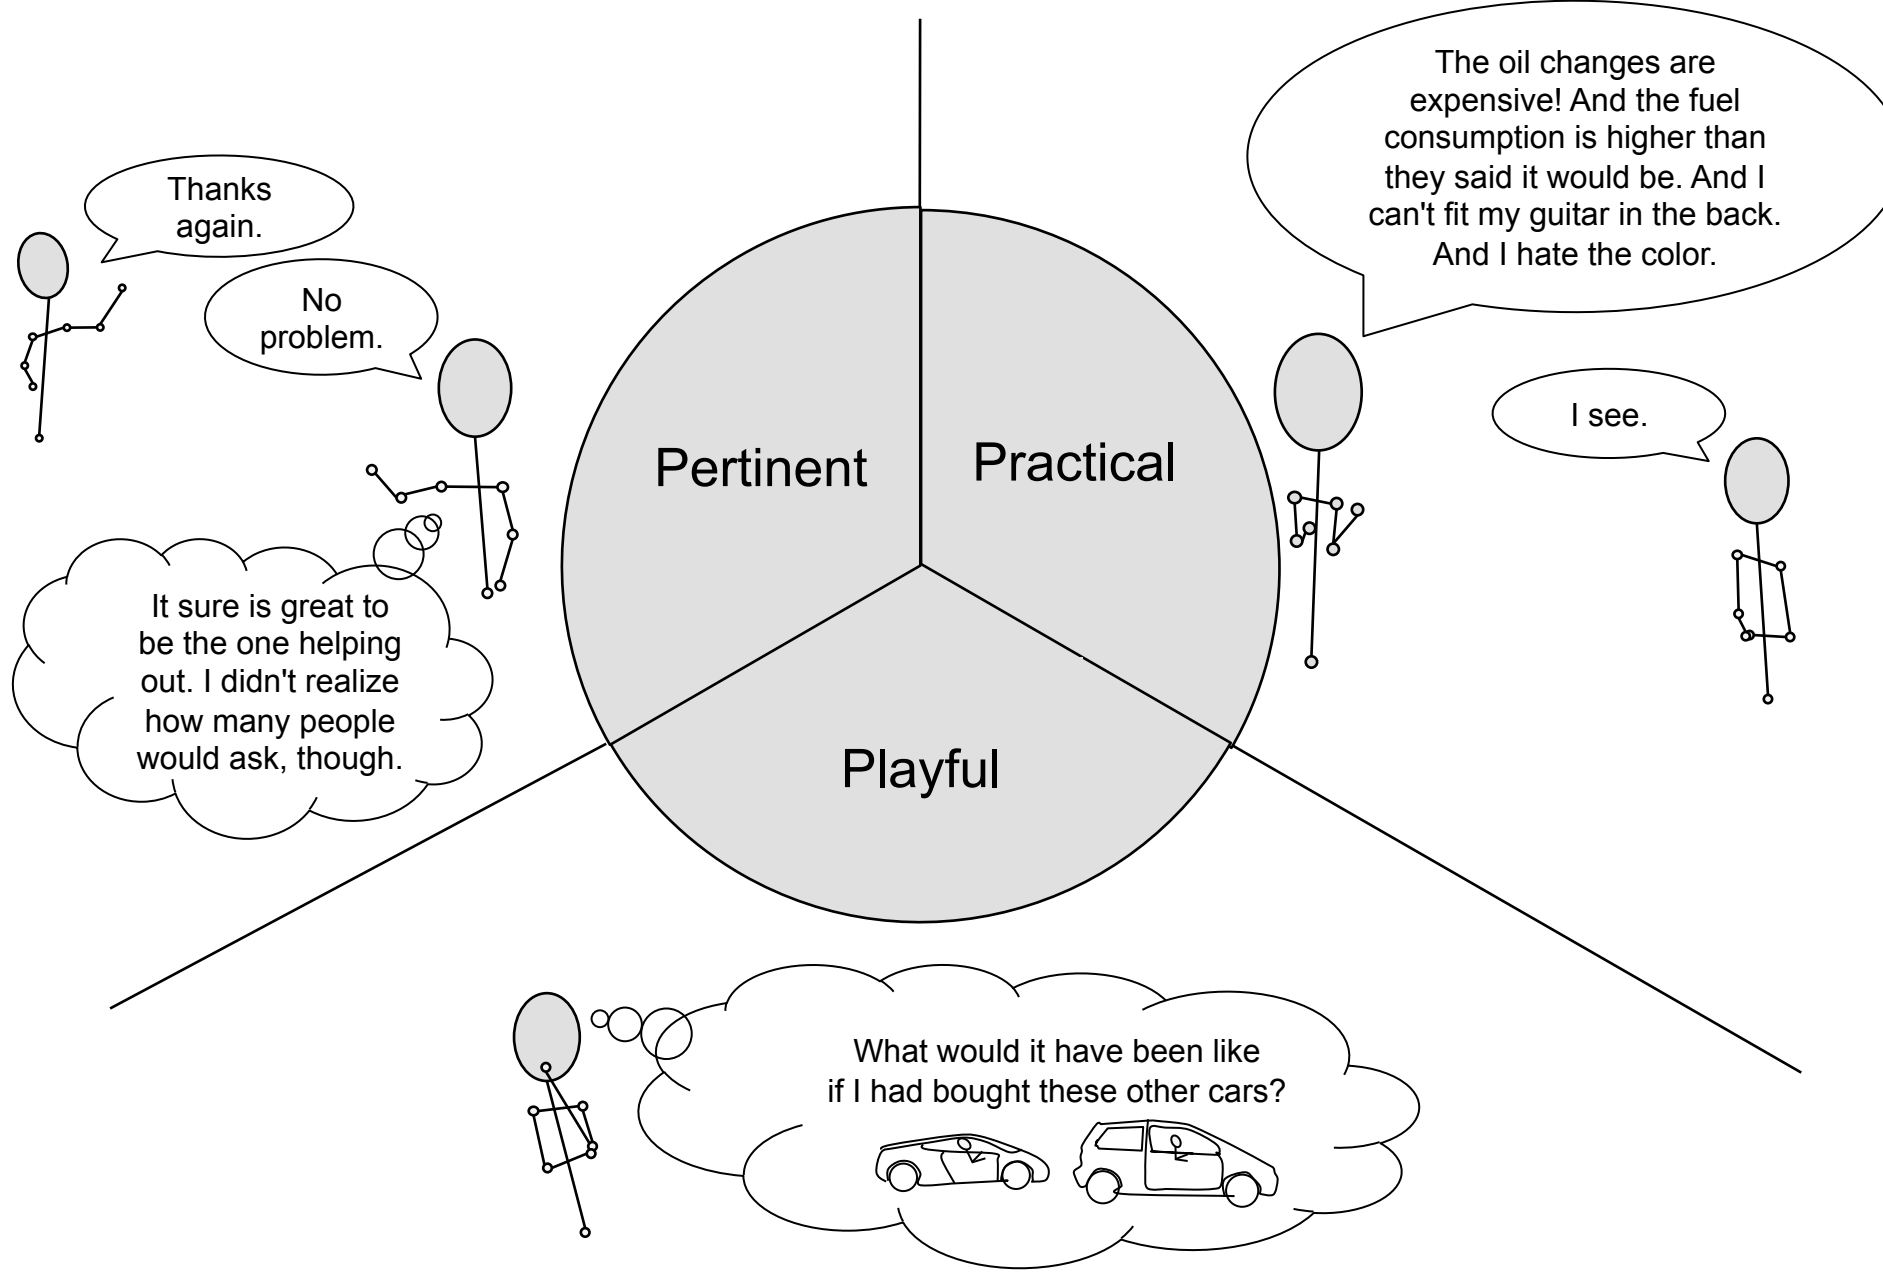 Thanks
again.
No
problem.
It sure is great to
be the one helping
out. I didn't realize
how many people
would ask, though.
Pertinent
Practical
Playful
The oil changes are
expensive! And the fuel
consumption is higher than
they said it would be. And I
can't fit my guitar in the back.
And I hate the color.
I see.
What would it have been like
if I had bought these other cars?